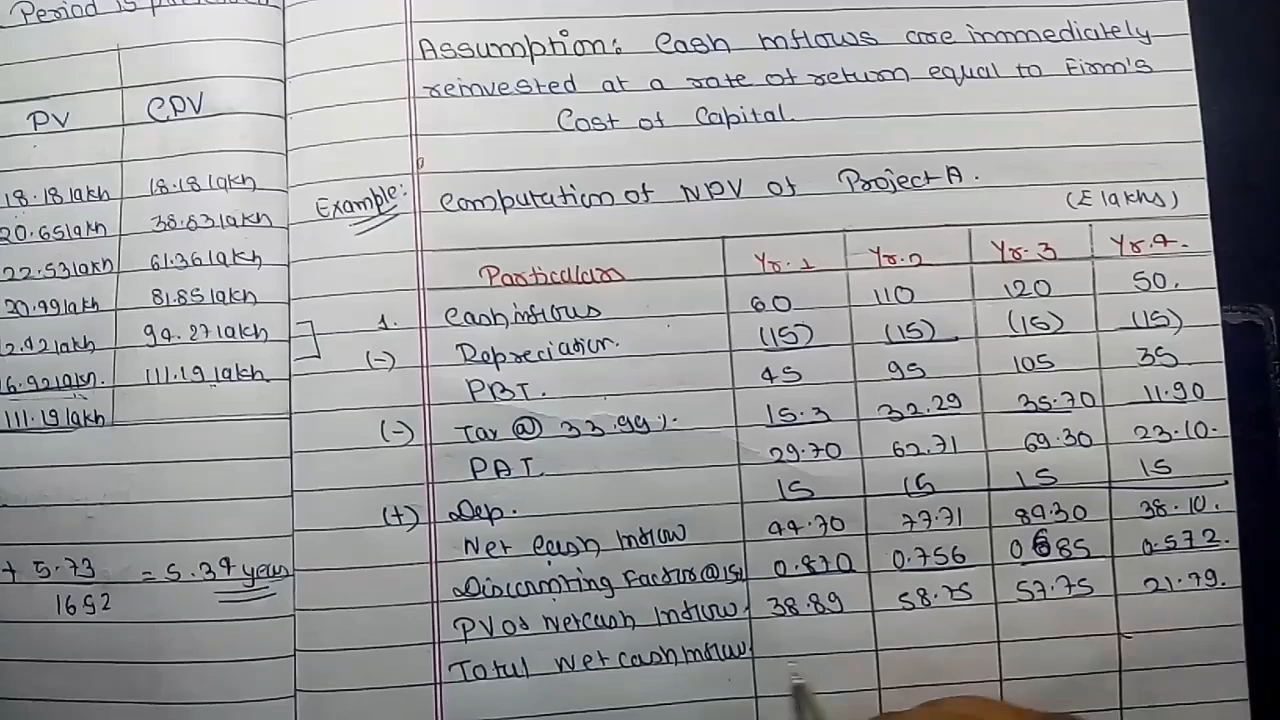 Period is
PV CPV
18.18 lakh 18.18 lakh
20.65 lakh 38.83 lakh
22.53 lakh 61.36 lakh
20.49 lakh 81.85 lakh
2.42 lakh 94.27 lakh
6.92 lakh. 111.19 lakh
111.19 lakh
+ 5.73 = 5.34 years
1692
Assumption: Cash inflows are immediately
reinvested at a rate of return equal to Firm's
Cost of Capital.
Example: Computation of NPV of Project A.
(£ lakhs)
Particulars Yr.1 Yr.2 Yr.3 Yr.4.
1. Cash inflows 60 110 120 50.
(-) Depreciation. (15) (15) (15) (15)
PBT. 45 95 105 35
(-) Tax @ 33.99%. 15.3 32.29 35.70 11.90
PAT 29.70 62.71 69.30 23.10.
(+) Dep. 15 15 15 15
Net Cash Inflow 44.70 77.71 84.30 38.10.
Discounting Factor@15% 0.870 0.756 0.685 0.572.
PV of Net Cash Inflow. 38.89 58.75 57.75 21.79.
Total Net cash inflow